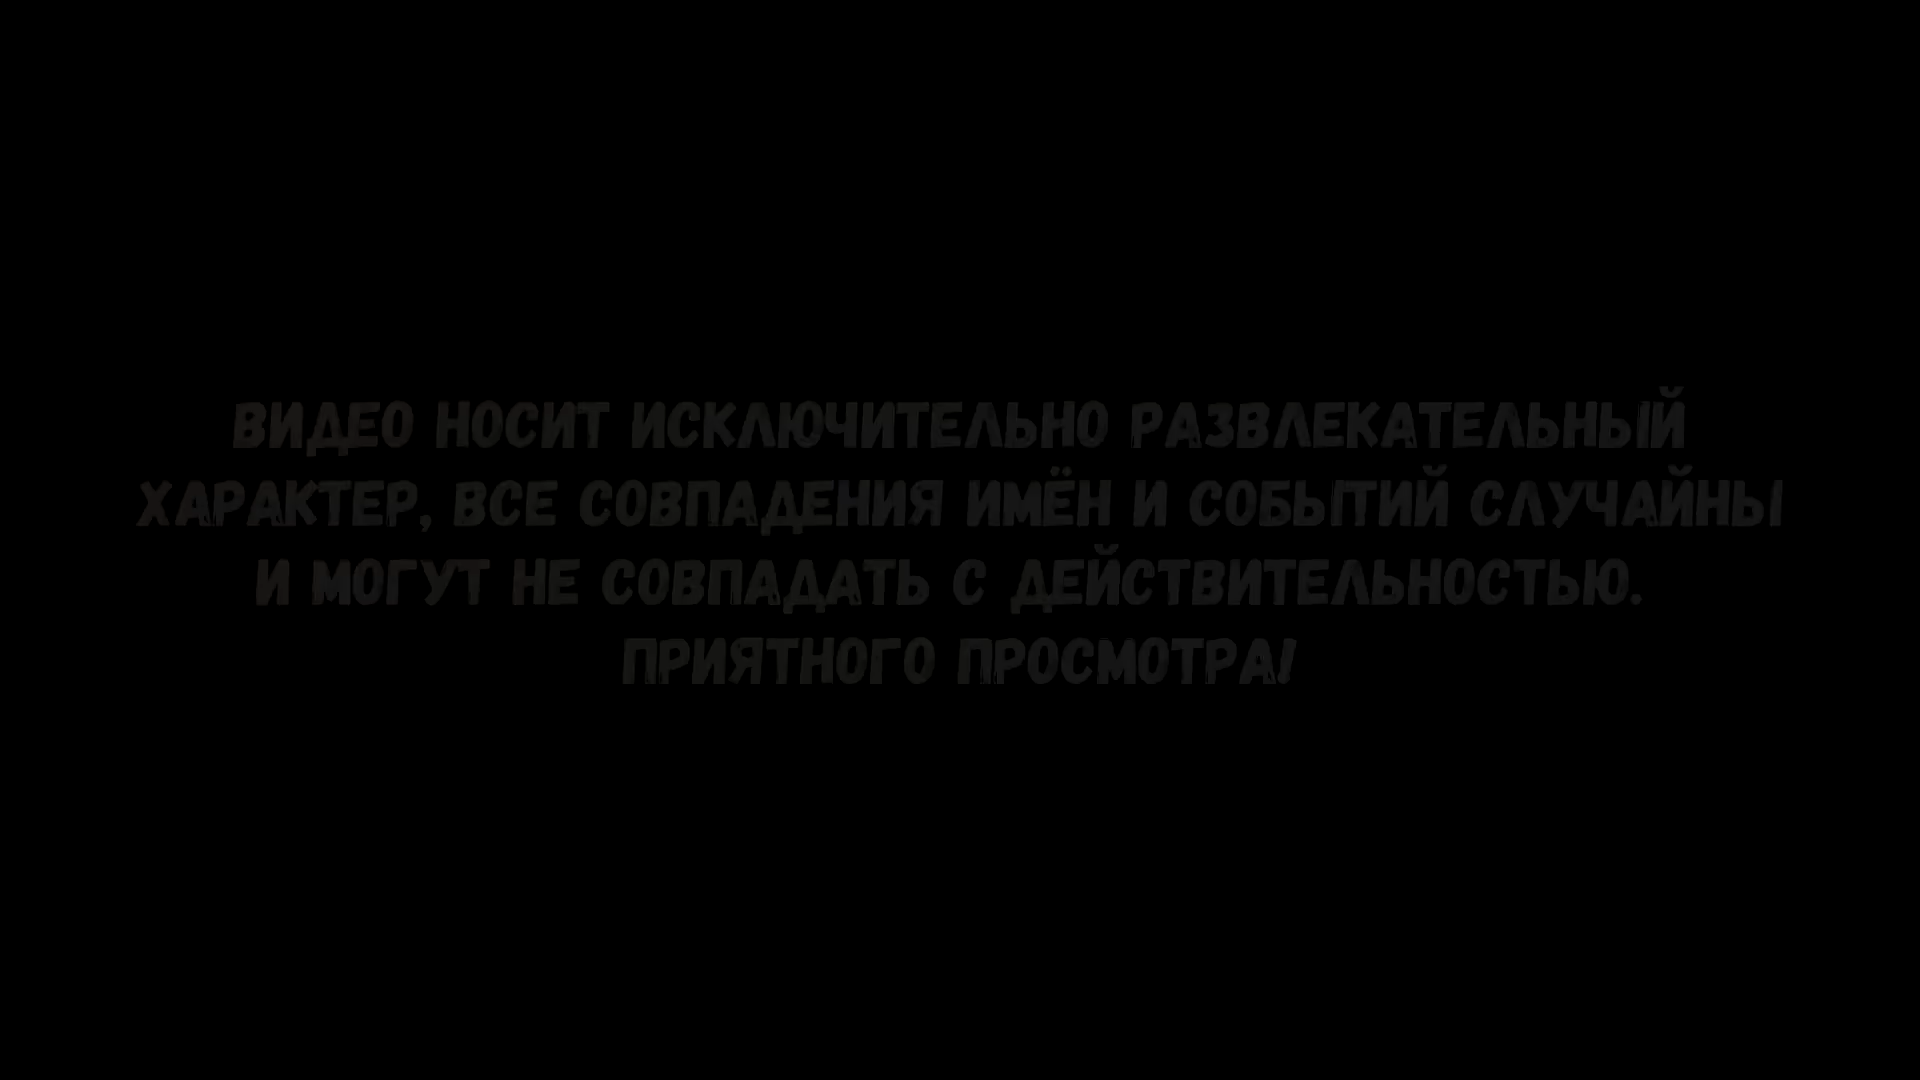 ВИДЕО НОСИТ ИСКЛЮЧИТЕЛЬНО РАЗВЛЕКАТЕЛЬНЫЙ
ХАРАКТЕР, ВСЕ СОВПАДЕНИЯ ИМЁН И СОБЫТИЙ СЛУЧАЙНЫ
И МОГУТ НЕ СОВПАДАТЬ С ДЕЙСТВИТЕЛЬНОСТЬЮ.
ПРИЯТНОГО ПРОСМОТРА!